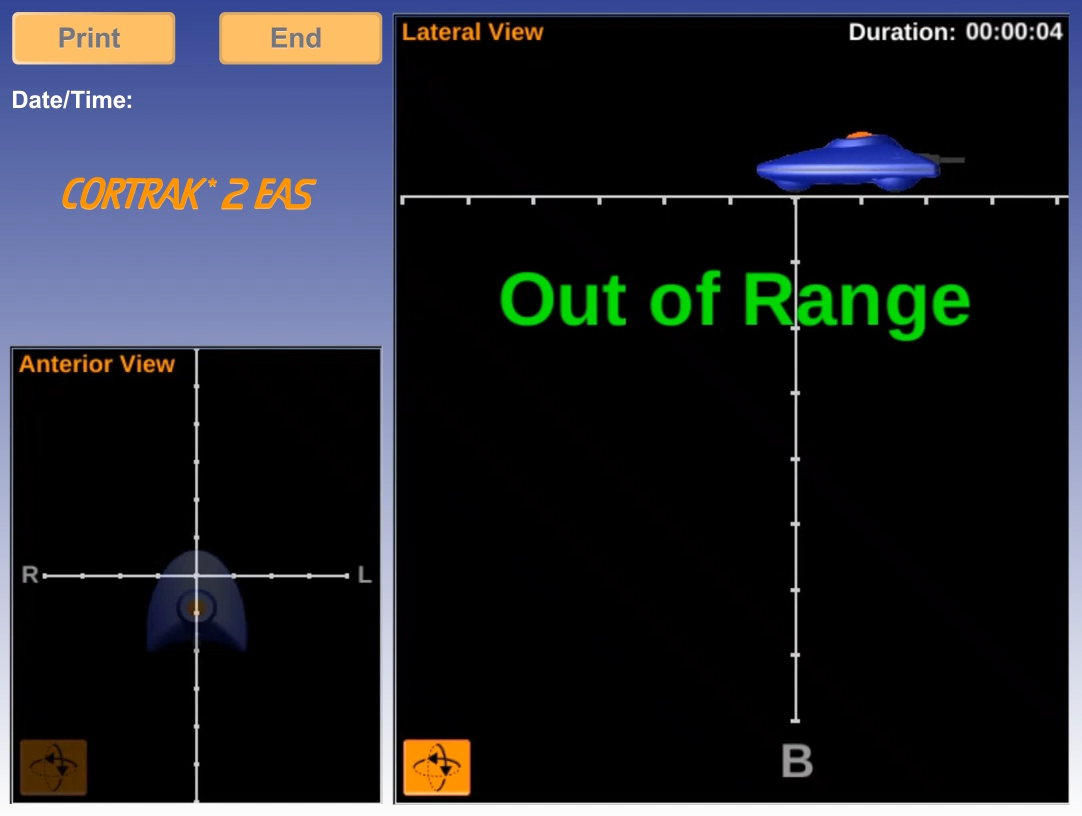 Print
End
Date/Time:
CORTRAK* 2 EAS
Anterior View
R
L
Lateral View
Duration: 00:00:04
Out of Range
B